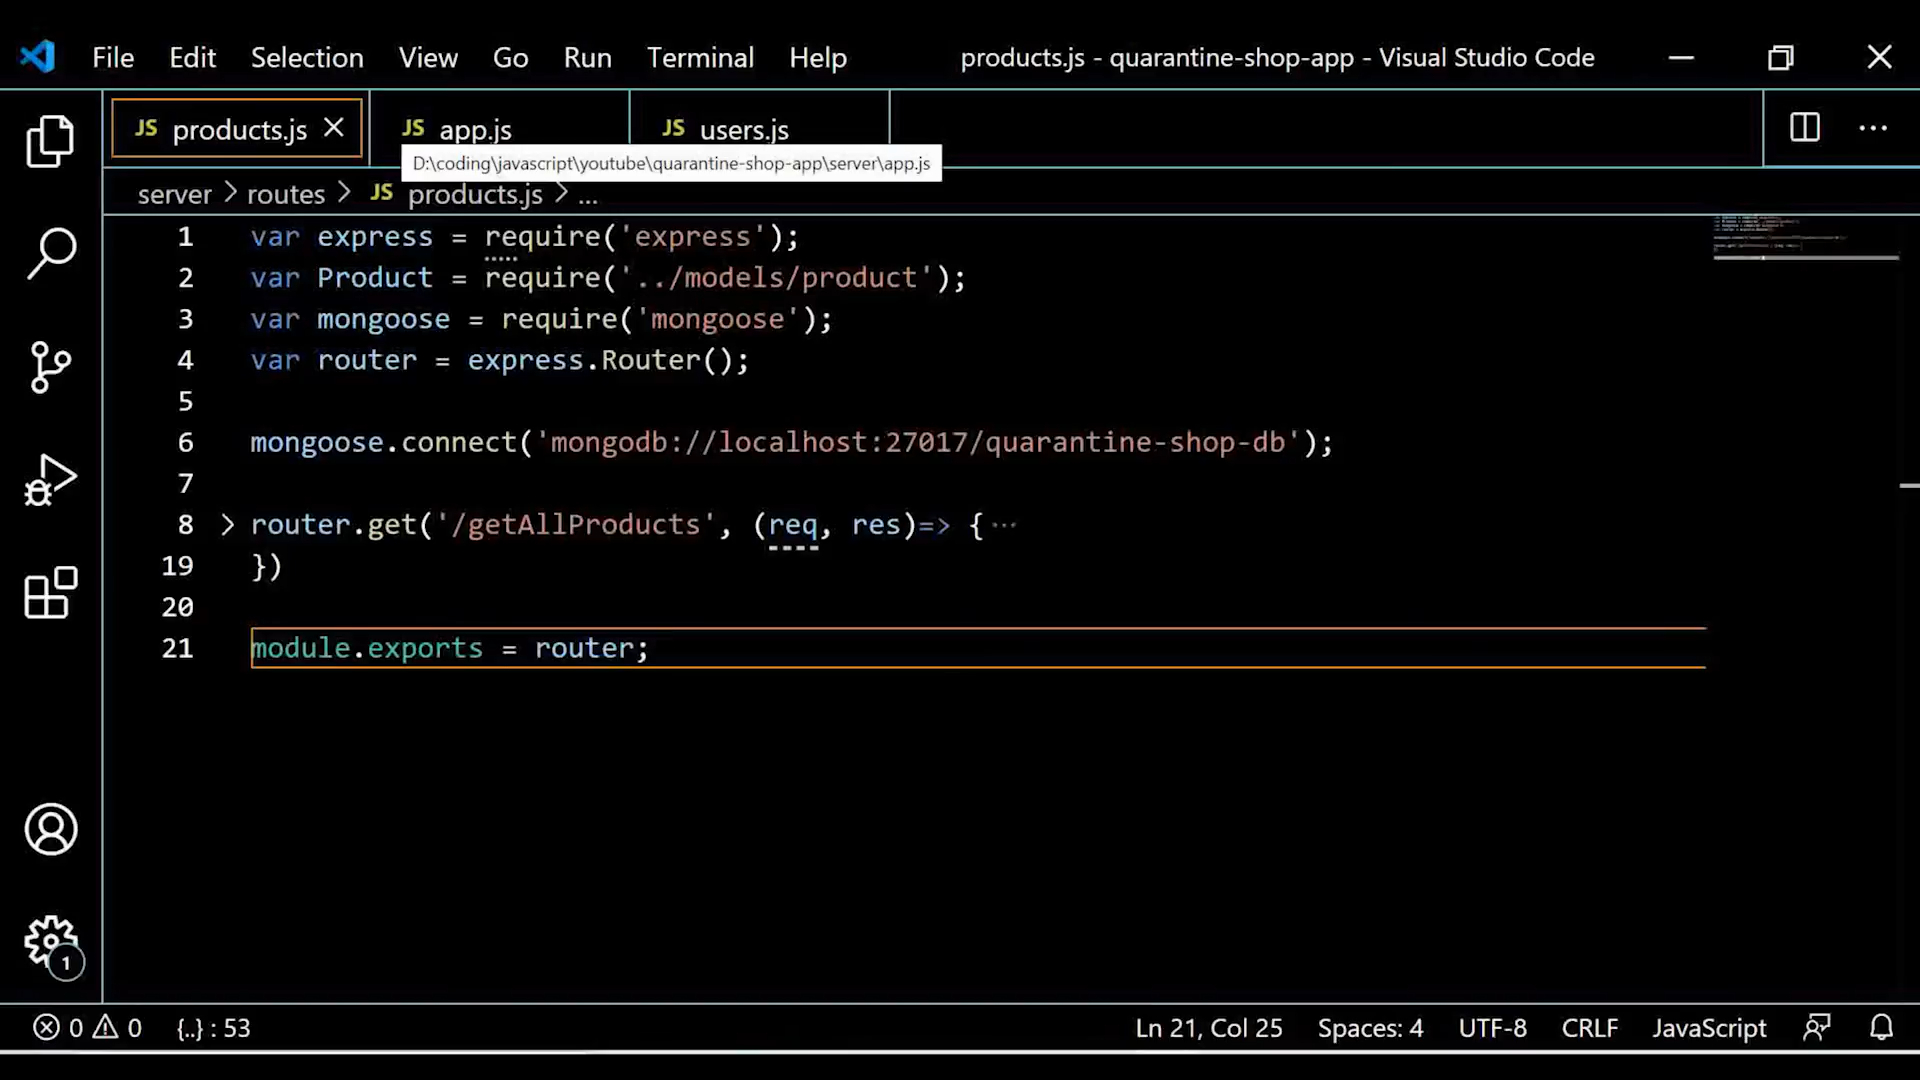 File Edit Selection View Go Run Terminal Help products.js - quarantine-shop-app - Visual Studio Code
JS products.js JS app.js JS users.js
D:\coding\javascript\youtube\quarantine-shop-app\server\app.js
server > routes > JS products.js > ...
1 var express = require('express');
2 var Product = require('../models/product');
3 var mongoose = require('mongoose');
4 var router = express.Router();
5
6 mongoose.connect('mongodb://localhost:27017/quarantine-shop-db');
7
8 router.get('/getAllProducts', (req, res)=> {···
19 })
20
21 module.exports = router;
1
0 0 {..} : 53 Ln 21, Col 25 Spaces: 4 UTF-8 CRLF JavaScript